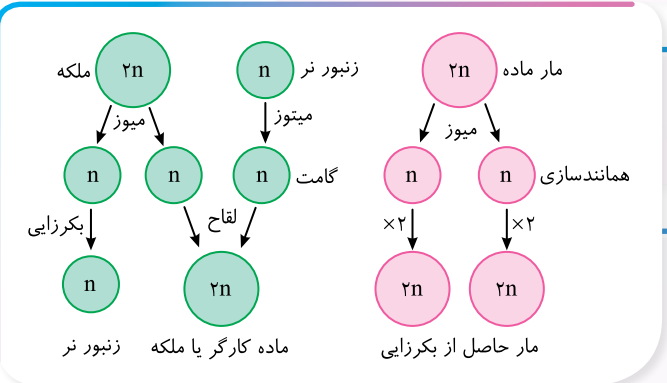 مار ماده
۲n
زنبور نر
n
۲n
ملکه
میوز
میتوز
میوز
همانندسازی
n
n
گامت
n
n
n
×۲
×۲
لقاح
بکرزایی
۲n
۲n
۲n
n
مار حاصل از بکرزایی
ماده کارگر یا ملکه
زنبور نر